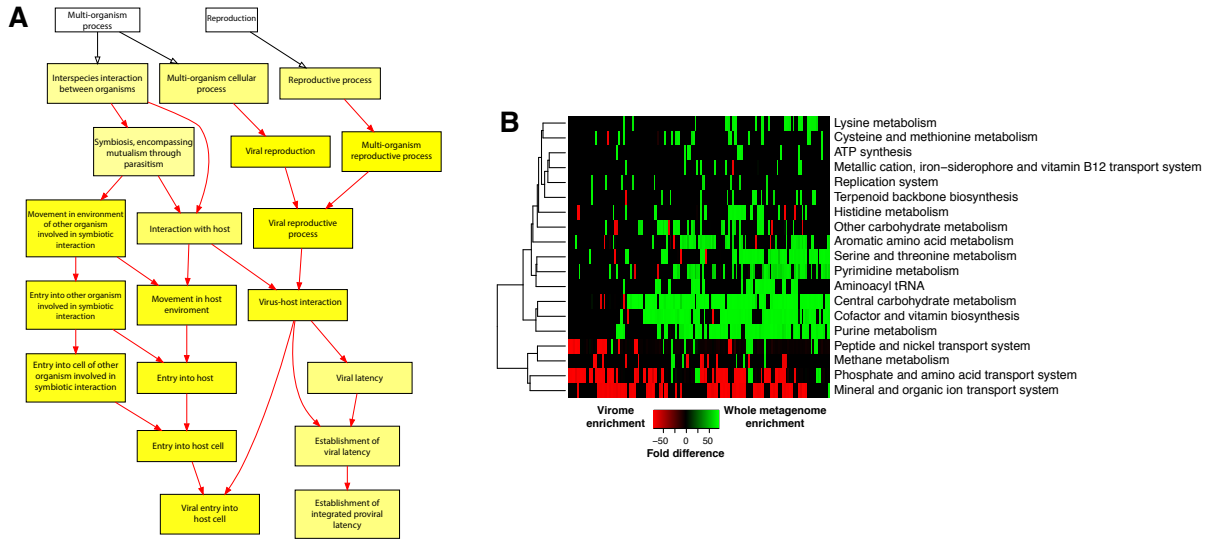 A
Multi-organism
process
Reproduction
Interspecies interaction
between organisms
Multi-organism cellular
process
Reproductive process
Symbiosis, encompassing
mutualism through
parasitism
Viral reproduction
Multi-organism
reproductive process
Movement in environment
of other organism
involved in symbiotic
interaction
Interaction with host
Viral reproductive
process
Entry into other organism
involved in symbiotic
interaction
Movement in host
enviroment
Virus-host interaction
Entry into cell of other
organism involved in
symbiotic interaction
Entry into host
Viral latency
Entry into host cell
Establishment of
viral latency
Viral entry into
host cell
Establishment of
integrated proviral
latency
B
Lysine metabolism
Cysteine and methionine metabolism
ATP synthesis
Metallic cation, iron−siderophore and vitamin B12 transport system
Replication system
Terpenoid backbone biosynthesis
Histidine metabolism
Other carbohydrate metabolism
Aromatic amino acid metabolism
Serine and threonine metabolism
Pyrimidine metabolism
Aminoacyl tRNA
Central carbohydrate metabolism
Cofactor and vitamin biosynthesis
Purine metabolism
Peptide and nickel transport system
Methane metabolism
Phosphate and amino acid transport system
Mineral and organic ion transport system
Virome
enrichment
Whole metagenome
enrichment
−50 0 50
Fold difference